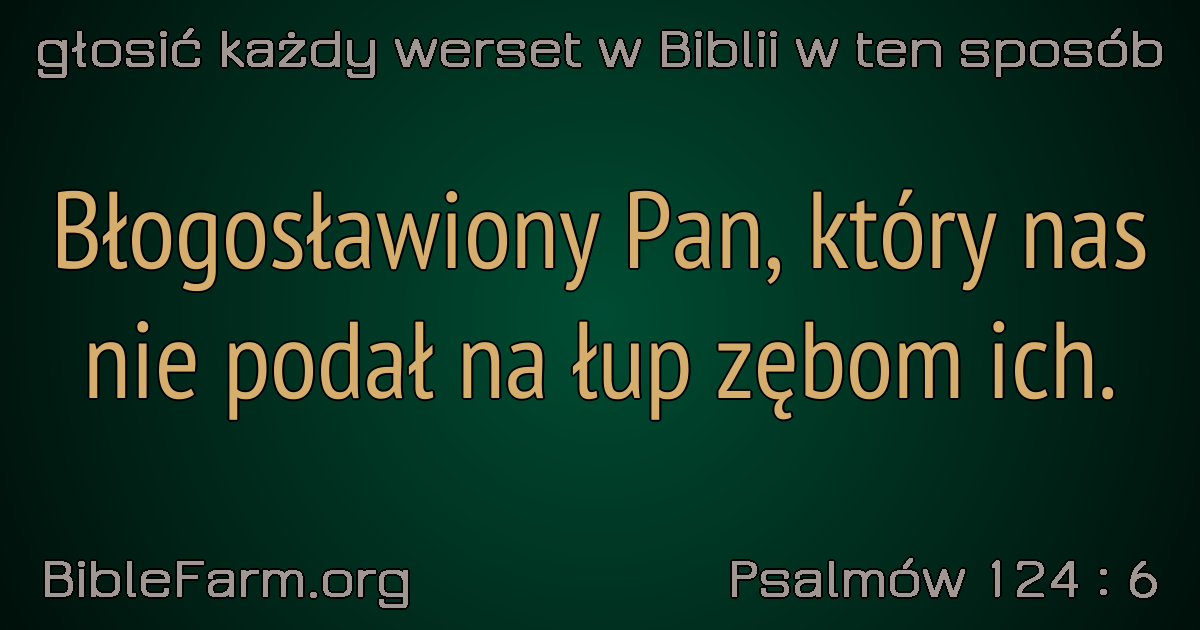 głosić każdy werset w Biblii w ten sposób
Błogosławiony Pan, który nas
nie podał na łup zębom ich.
BibleFarm.org
Psalmów 124 : 6